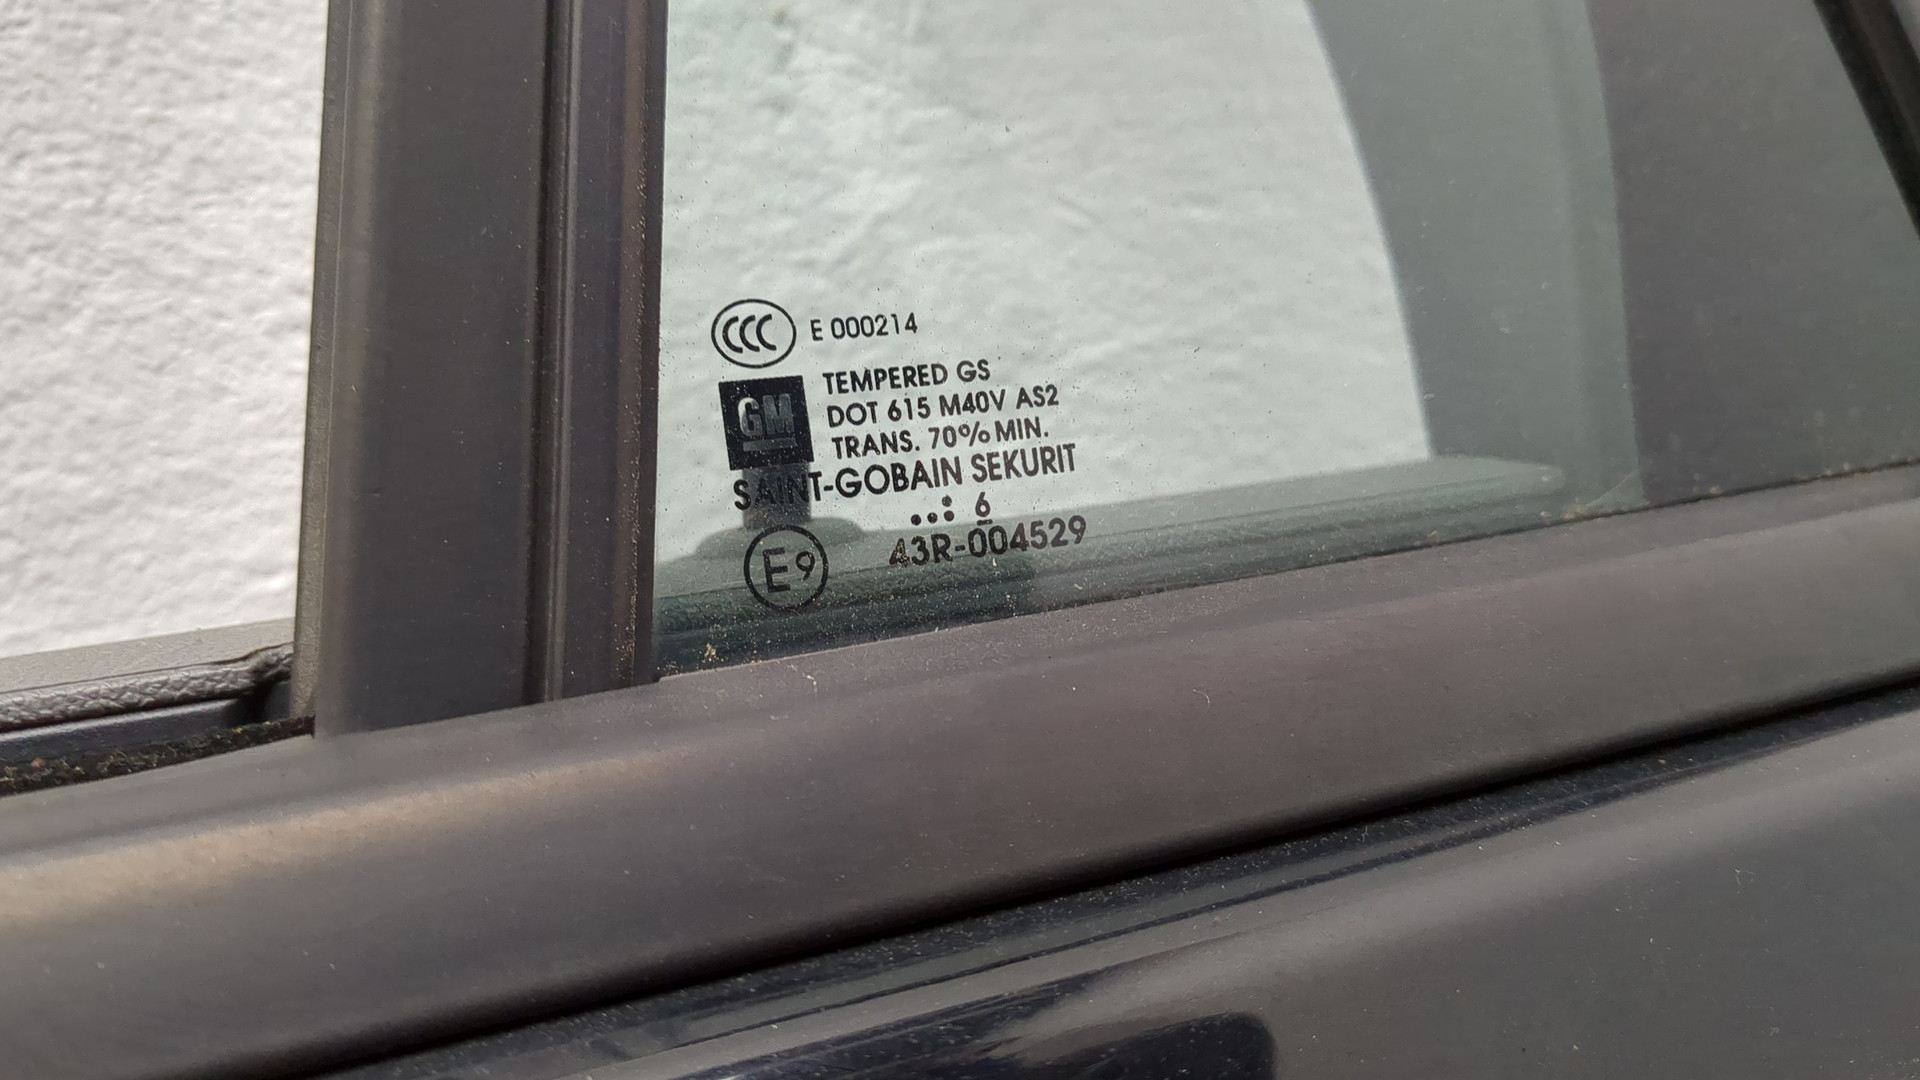 CCC E 000214
GM
TEMPERED GS
DOT 615 M40V AS2
TRANS. 70% MIN.
SAINT-GOBAIN SEKURIT
..: 6
E9 43R-004529